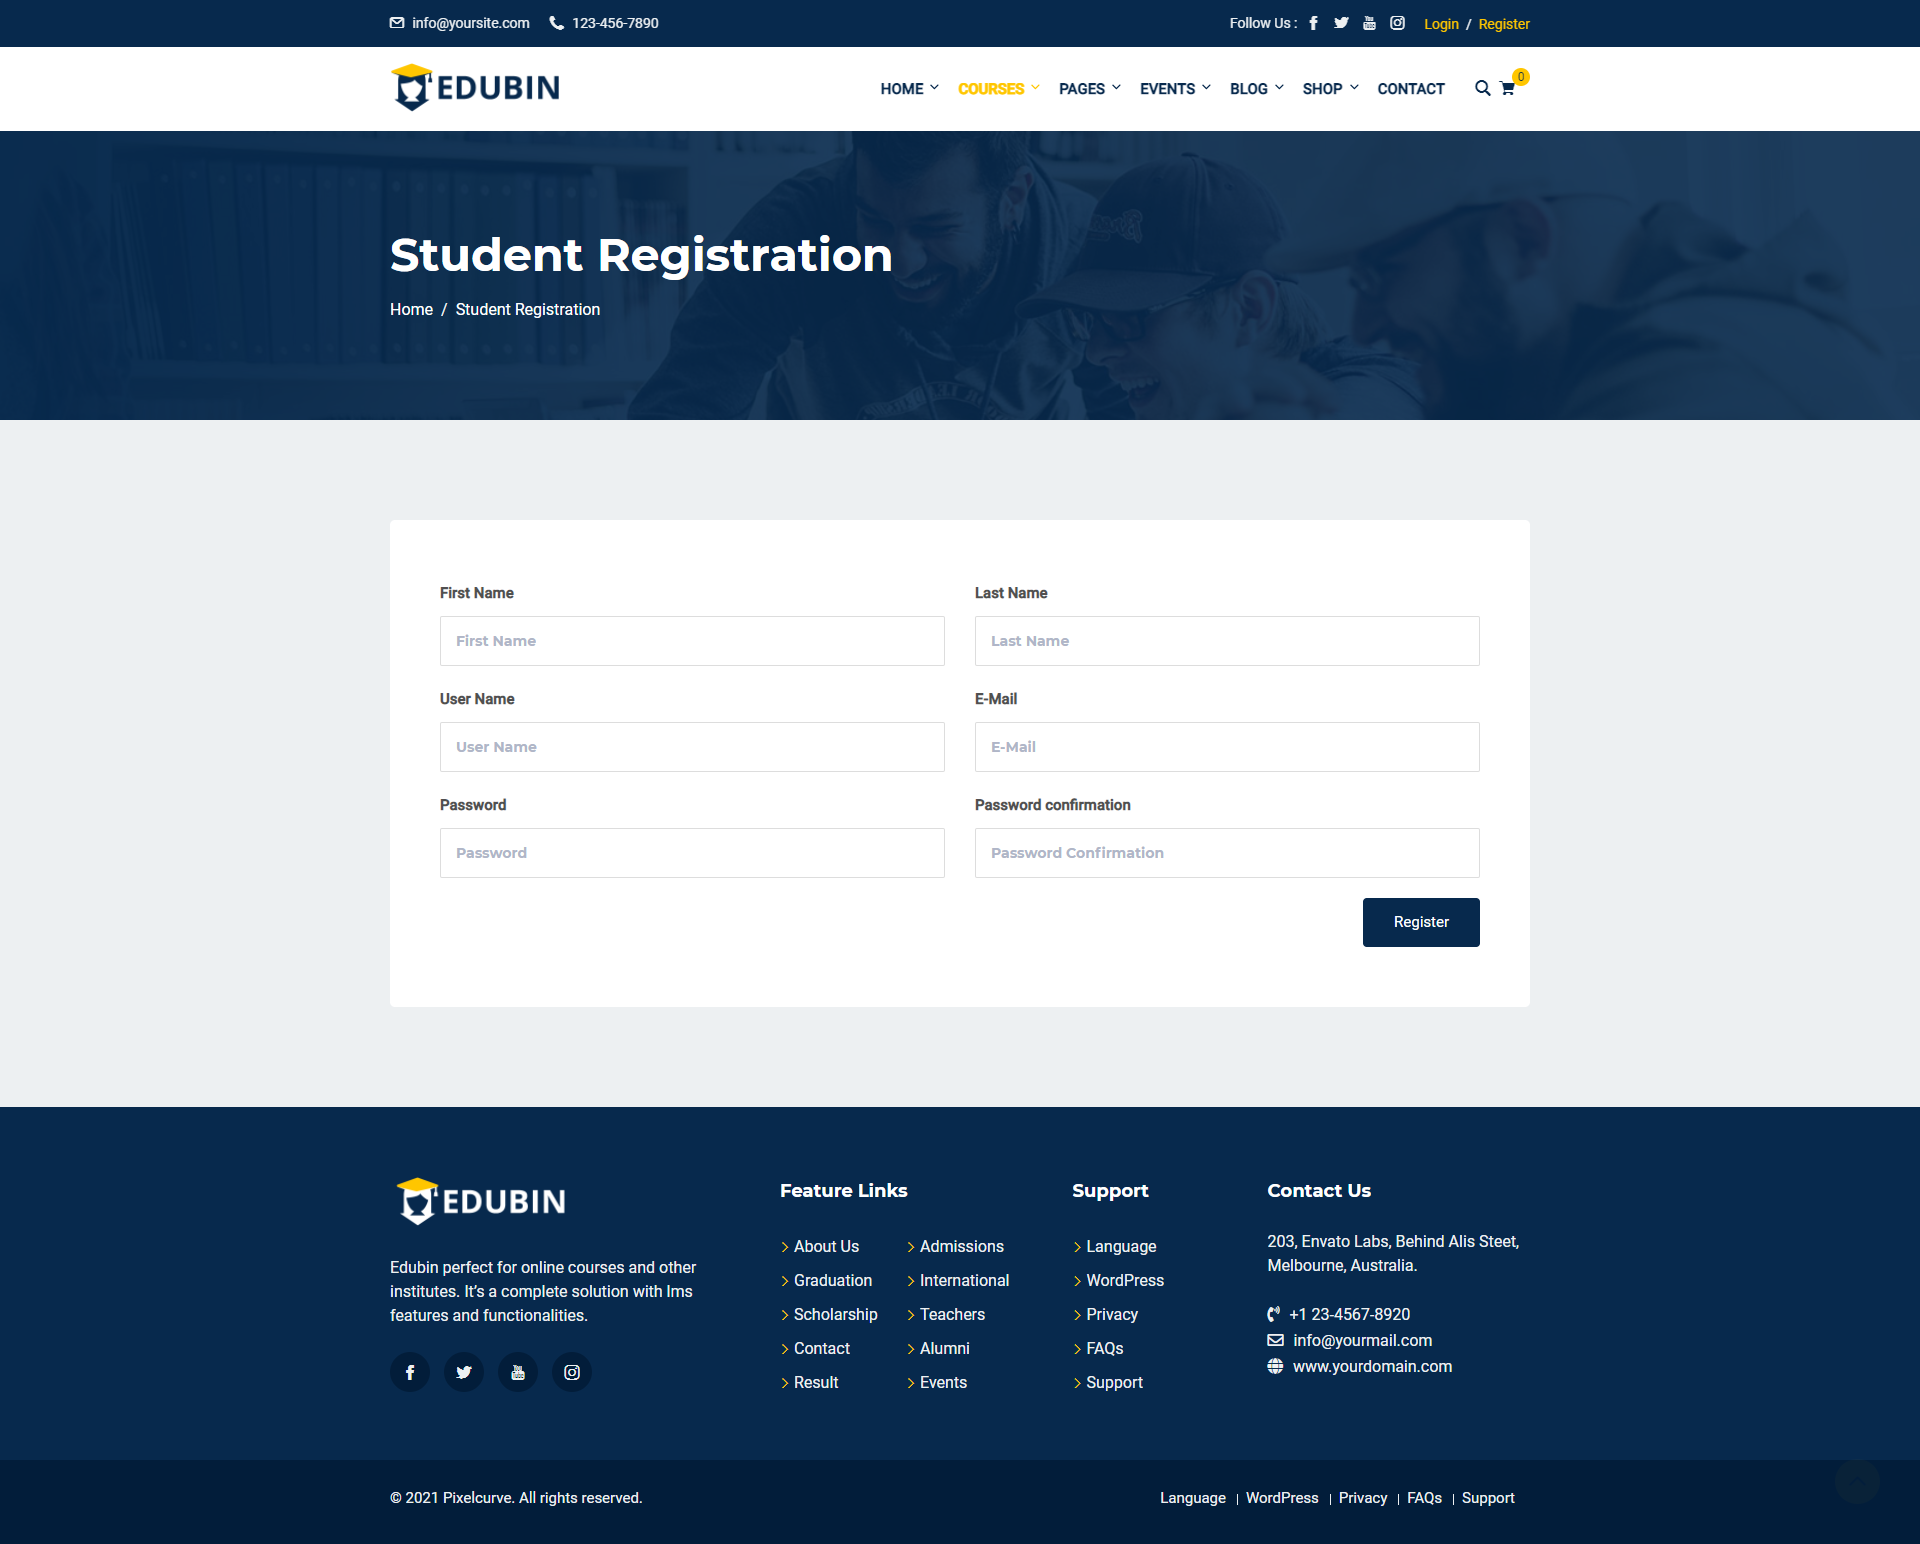 info@yoursite.com 123-456-7890 Follow Us : Login / Register
EDUBIN HOME COURSES PAGES EVENTS BLOG SHOP CONTACT 0
Student Registration
Home / Student Registration
First Name Last Name
First Name Last Name
User Name E-Mail
User Name E-Mail
Password Password confirmation
Password Password Confirmation
Register
EDUBIN
Edubin perfect for online courses and other
institutes. It's a complete solution with lms
features and functionalities.
Feature Links
About Us
Graduation
Scholarship
Contact
Result
Admissions
International
Teachers
Alumni
Events
Support
Language
WordPress
Privacy
FAQs
Support
Contact Us
203, Envato Labs, Behind Alis Steet,
Melbourne, Australia.
+1 23-4567-8920
info@yourmail.com
www.yourdomain.com
© 2021 Pixelcurve. All rights reserved. Language | WordPress | Privacy | FAQs | Support